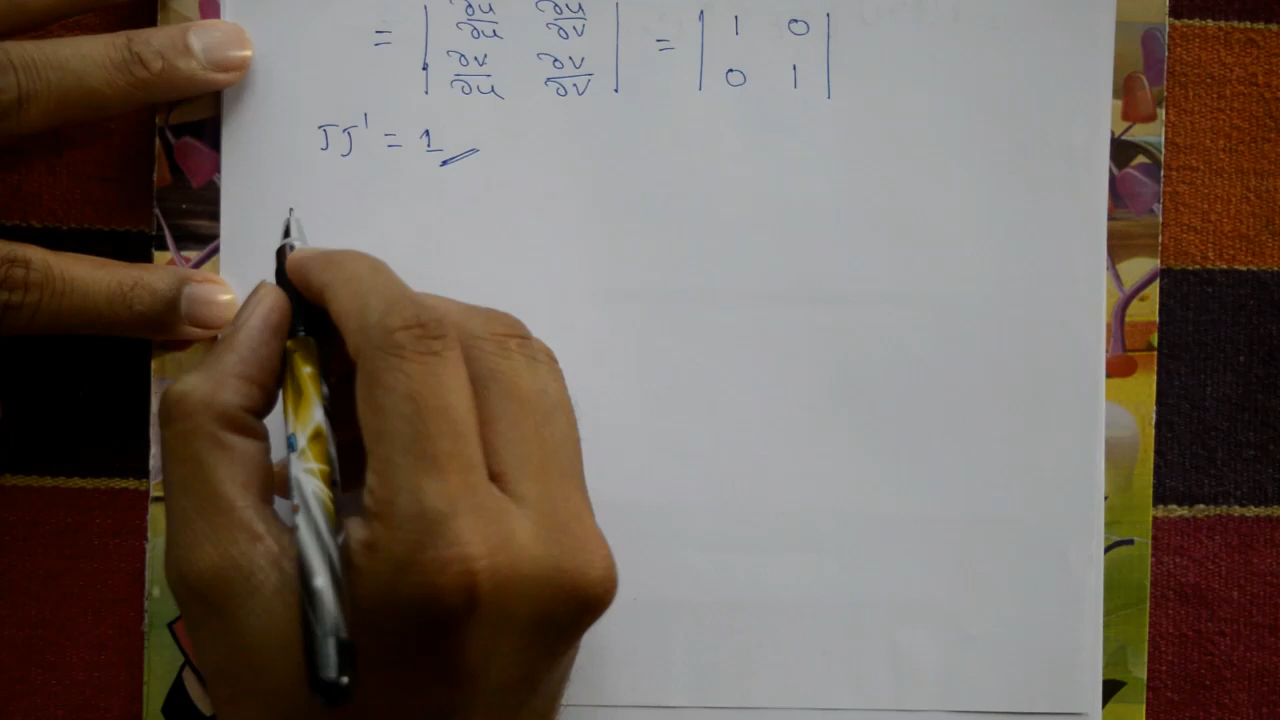 = | ∂u/∂u ∂u/∂v | = | 1 0 |
| ∂v/∂u ∂v/∂v | | 0 1 |
JJ' = 1